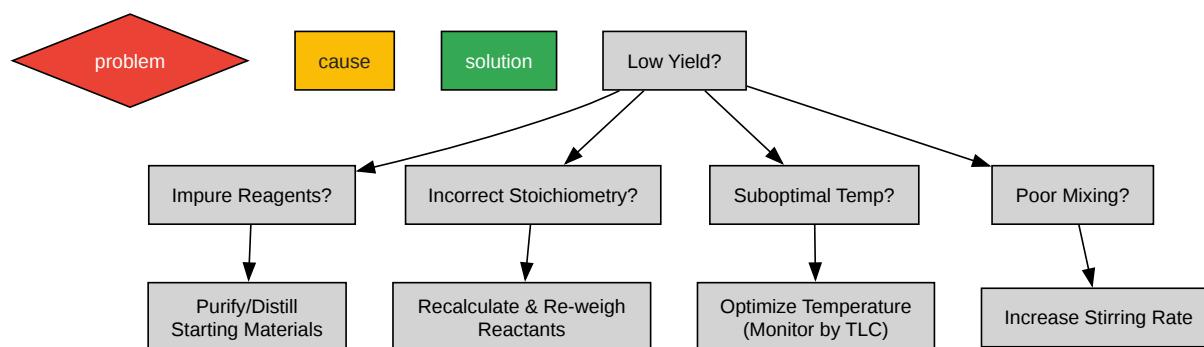 problem
cause
solution
Low Yield?
Impure Reagents?
Incorrect Stoichiometry?
Suboptimal Temp?
Poor Mixing?
Purify/Distill
Starting Materials
Recalculate & Re-weigh
Reactants
Optimize Temperature
(Monitor by TLC)
Increase Stirring Rate